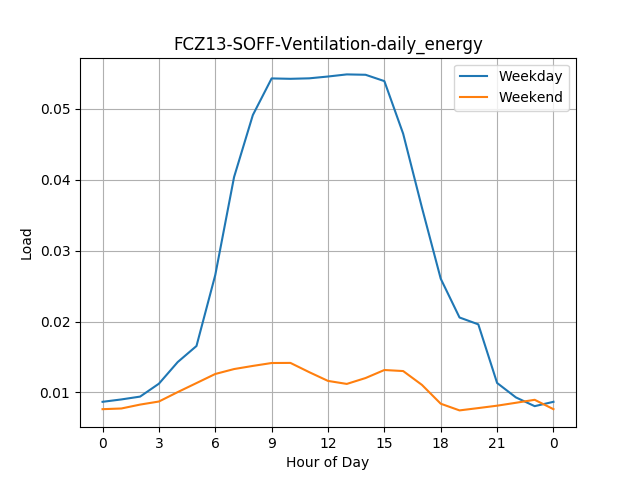 FCZ13-SOFF-Ventilation-daily_energy
Weekday
Weekend
0.05
0.04
0.03
0.02
0.01
Load
0 3 6 9 12 15 18 21 0
Hour of Day